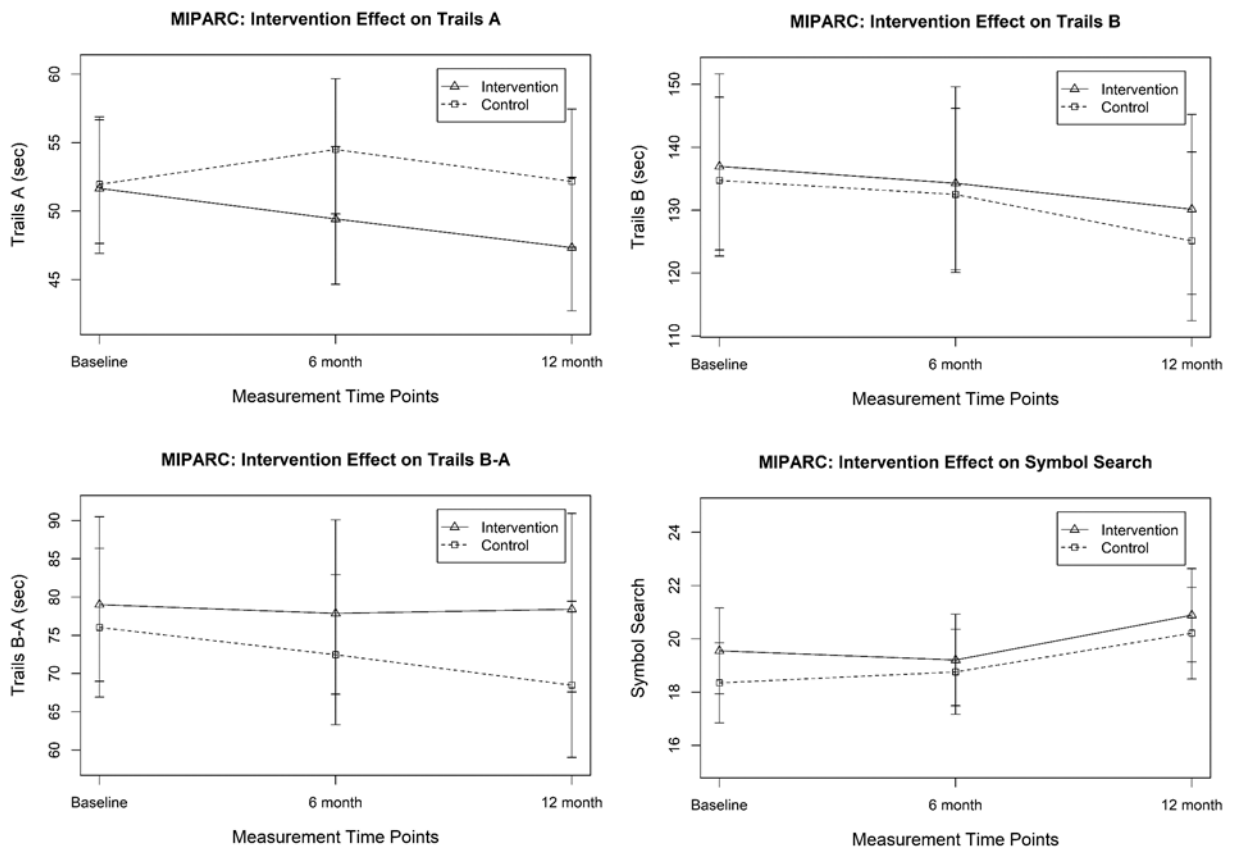 MIPARC: Intervention Effect on Trails A
Trails A (sec)
60
55
50
45
Intervention
Control
Baseline
6 month
12 month
Measurement Time Points
MIPARC: Intervention Effect on Trails B
Trails B (sec)
150
140
130
120
110
Intervention
Control
Baseline
6 month
12 month
Measurement Time Points
MIPARC: Intervention Effect on Trails B-A
Trails B-A (sec)
90
85
80
75
70
65
60
Intervention
Control
Baseline
6 month
12 month
Measurement Time Points
MIPARC: Intervention Effect on Symbol Search
Symbol Search
24
22
20
18
16
Intervention
Control
Baseline
6 month
12 month
Measurement Time Points